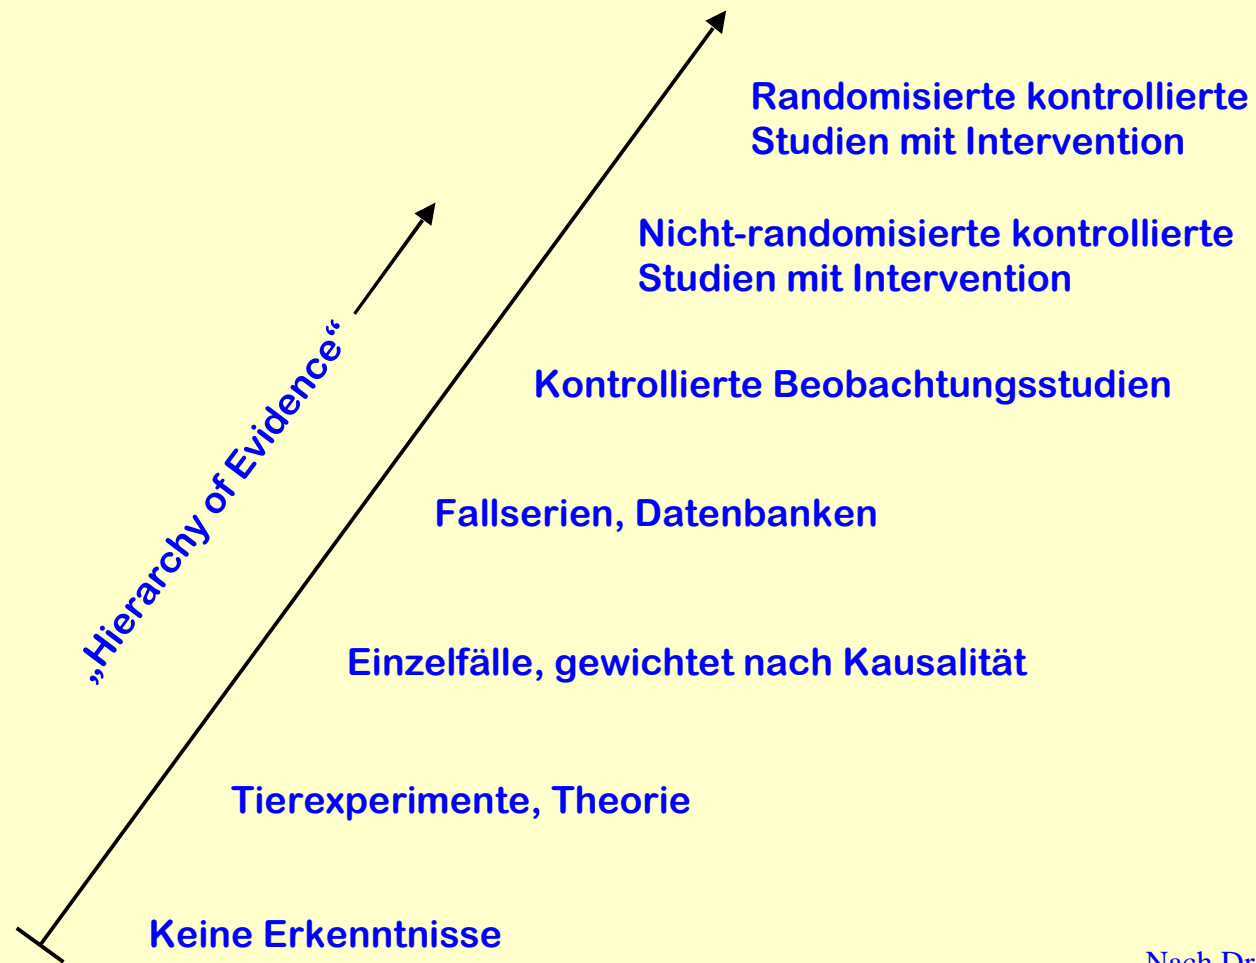 Randomisierte kontrollierte
Studien mit Intervention
Nicht-randomisierte kontrollierte
Studien mit Intervention
Kontrollierte Beobachtungsstudien
„Hierarchy of Evidence“
Fallserien, Datenbanken
Einzelfälle, gewichtet nach Kausalität
Tierexperimente, Theorie
Keine Erkenntnisse
Nach